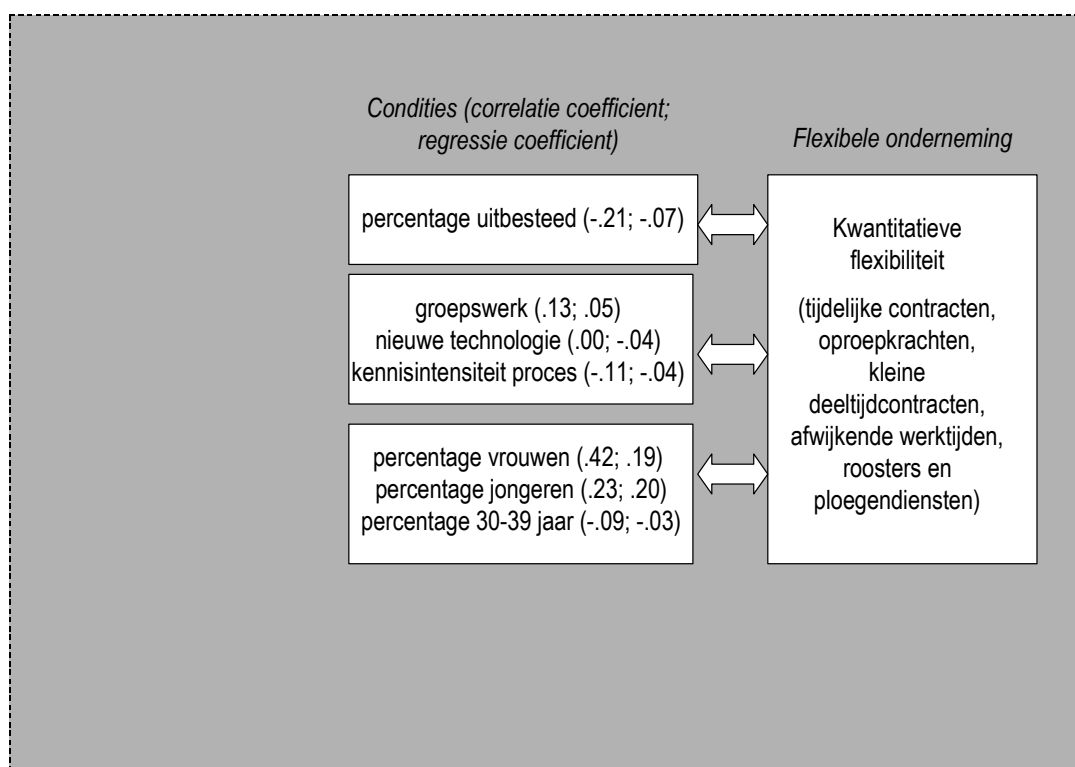 Condities (correlatie coefficient;
regressie coefficient)
Flexibele onderneming
percentage uitbesteed (-.21; -.07)
groepswerk (.13; .05)
nieuwe technologie (.00; -.04)
kennisintensiteit proces (-.11; -.04)
percentage vrouwen (.42; .19)
percentage jongeren (.23; .20)
percentage 30-39 jaar (-.09; -.03)
Kwantitatieve
flexibiliteit
(tijdelijke contracten,
oproepkrachten,
kleine
deeltijdcontracten,
afwijkende werktijden,
roosters en
ploegendiensten)